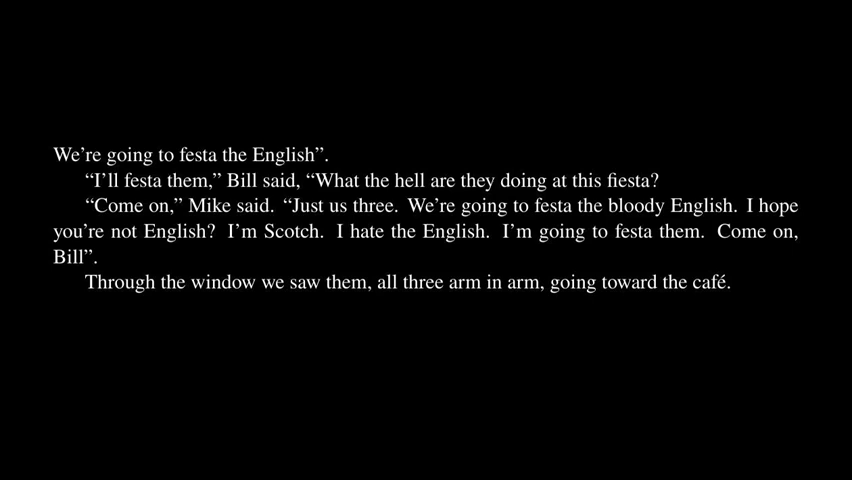 We’re going to festa the English”.
“I’ll festa them,” Bill said, “What the hell are they doing at this fiesta?
“Come on,” Mike said. “Just us three. We’re going to festa the bloody English. I hope
you’re not English? I’m Scotch. I hate the English. I’m going to festa them. Come on,
Bill”.
Through the window we saw them, all three arm in arm, going toward the café.